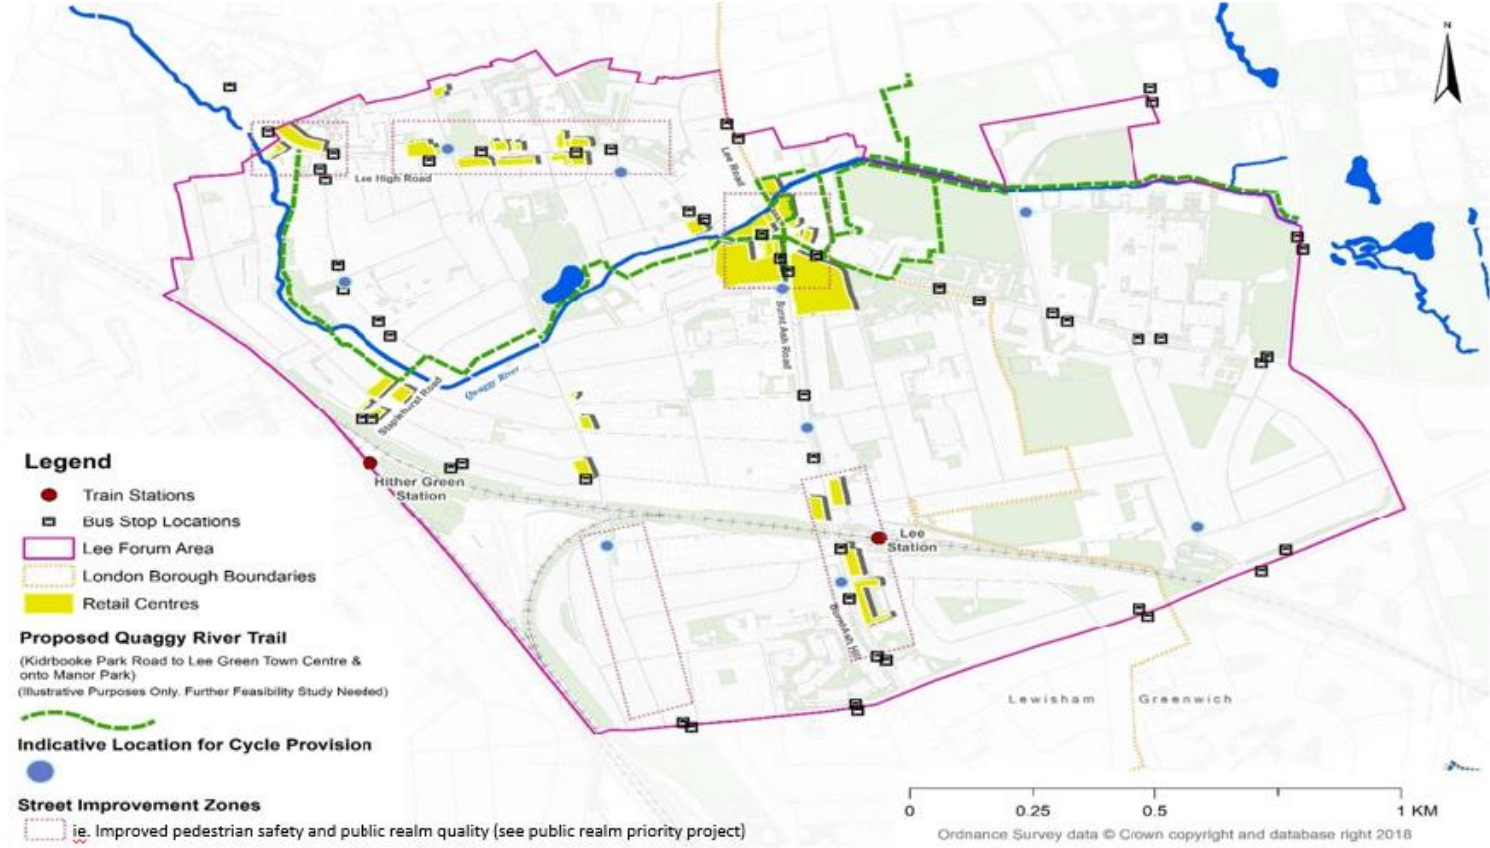 N
Lee Road
Lee High Road
Burnt Ash Road
Quaggy River
Staplehurst Road
Hither Green
Station
Lee
Station
Burnt Ash Hill
Lewisham
Greenwich
Legend
Train Stations
Bus Stop Locations
Lee Forum Area
London Borough Boundaries
Retail Centres
Proposed Quaggy River Trail
(Kidrbooke Park Road to Lee Green Town Centre &
onto Manor Park)
(Illustrative Purposes Only. Further Feasibility Study Needed)
Indicative Location for Cycle Provision
Street Improvement Zones
ie. Improved pedestrian safety and public realm quality (see public realm priority project)
0 0.25 0.5 1 KM
Ordnance Survey data © Crown copyright and database right 2018